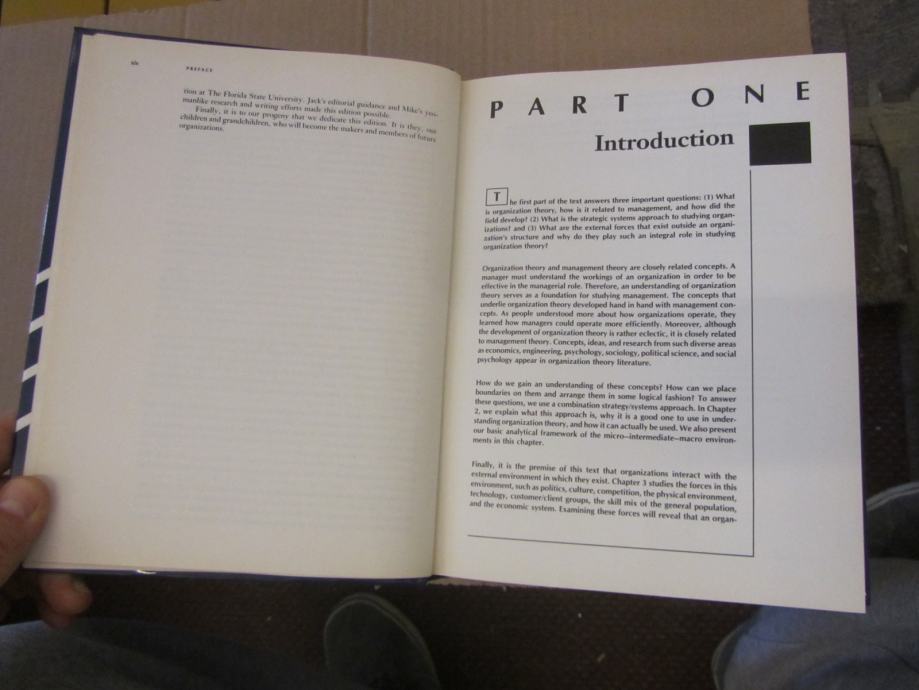 xiv
PREFACE
tion at The Florida State University. Jack's editorial guidance and Mike's yeo-
manlike research and writing efforts made this edition possible.
Finally, it is to our progeny that we dedicate this edition. It is they, our
children and grandchildren, who will become the makers and members of future
organizations.
PART ONE
Introduction
The first part of the text answers three important questions: (1) What
is organization theory, how is it related to management, and how did the
field develop? (2) What is the strategic systems approach to studying organ-
izations? and (3) What are the external forces that exist outside an organi-
zation's structure and why do they play such an integral role in studying
organization theory?
Organization theory and management theory are closely related concepts. A
manager must understand the workings of an organization in order to be
effective in the managerial role. Therefore, an understanding of organization
theory serves as a foundation for studying management. The concepts that
underlie organization theory developed hand in hand with management con-
cepts. As people understood more about how organizations operate, they
learned how managers could operate more efficiently. Moreover, although
the development of organization theory is rather eclectic, it is closely related
to management theory. Concepts, ideas, and research from such diverse areas
as economics, engineering, psychology, sociology, political science, and social
psychology appear in organization theory literature.
How do we gain an understanding of these concepts? How can we place
boundaries on them and arrange them in some logical fashion? To answer
these questions, we use a combination strategy/systems approach. In Chapter
2, we explain what this approach is, why it is a good one to use in under-
standing organization theory, and how it can actually be used. We also present
our basic analytical framework of the micro—intermediate—macro environ-
ments in this chapter.
Finally, it is the premise of this text that organizations interact with the
external environment in which they exist. Chapter 3 studies the forces in this
environment, such as politics, culture, competition, the physical environment,
technology, customer/client groups, the skill mix of the general population,
and the economic system. Examining these forces will reveal that an organ-